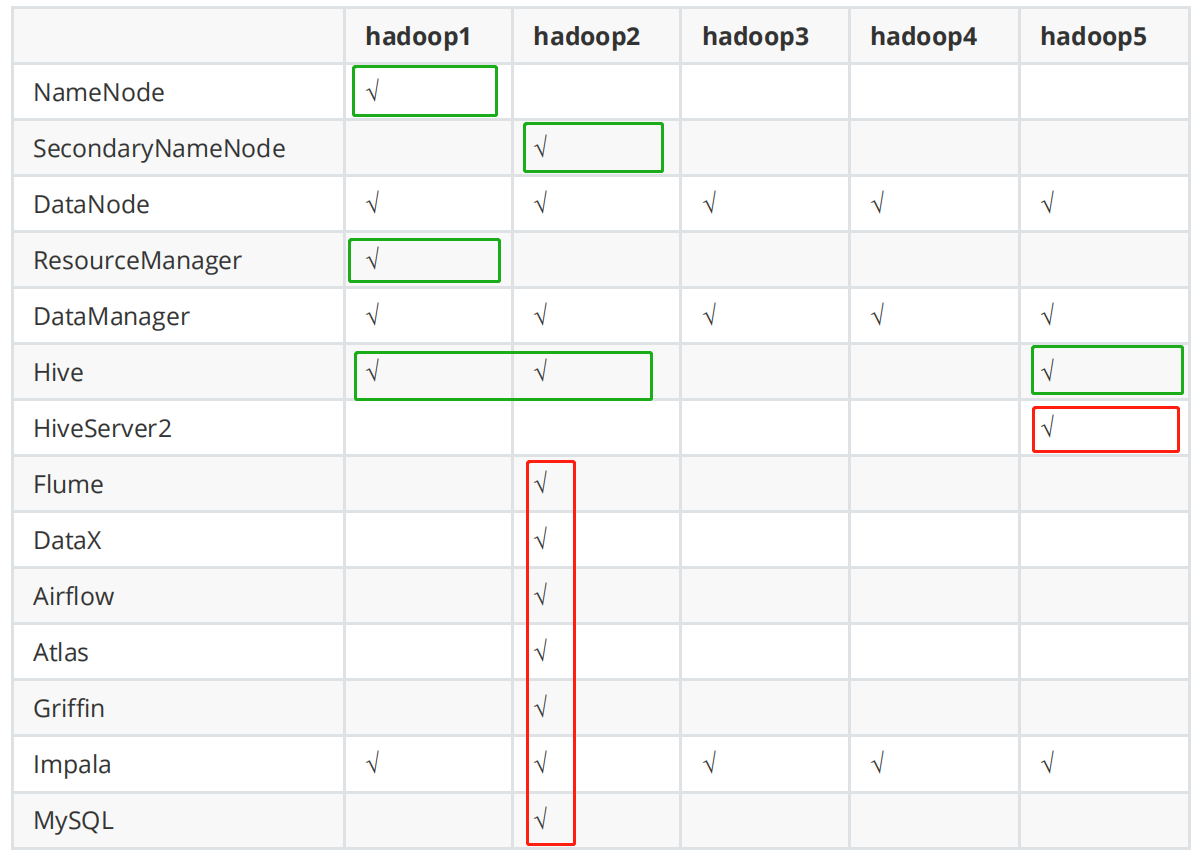 hadoop1 hadoop2 hadoop3 hadoop4 hadoop5
NameNode √
SecondaryNameNode √
DataNode √ √ √ √ √
ResourceManager √
DataManager √ √ √ √ √
Hive √ √ √
HiveServer2 √
Flume √
DataX √
Airflow √
Atlas √
Griffin √
Impala √ √ √ √ √
MySQL √